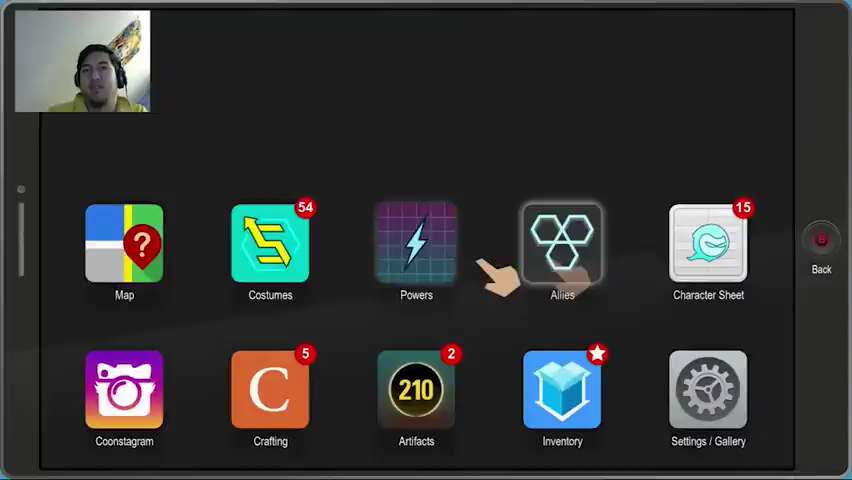 54
15
?
Map
Costumes
Powers
Allies
Character Sheet
B
Back
5
2
C
210
Coonstagram
Crafting
Artifacts
Inventory
Settings / Gallery